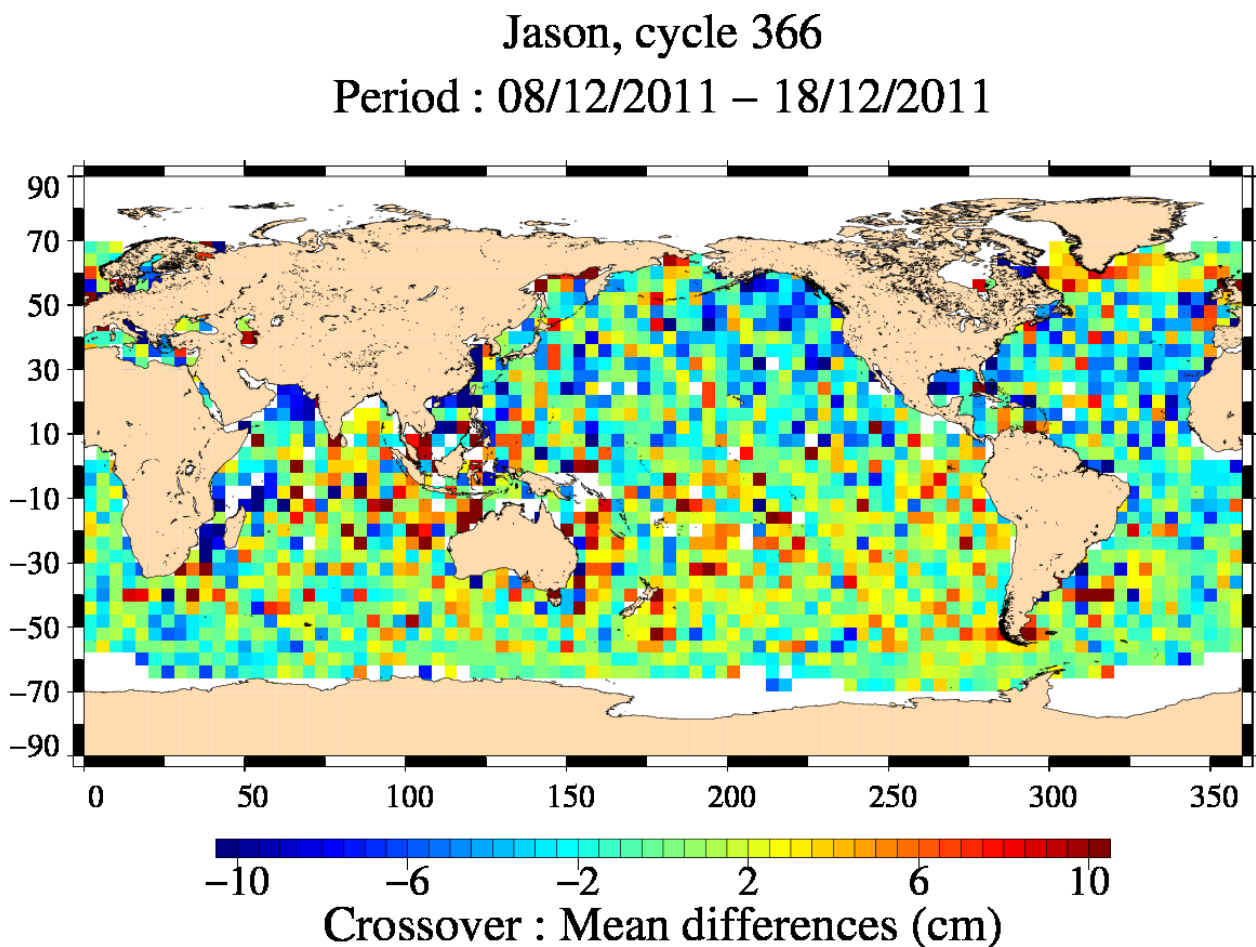 Jason, cycle 366
Period : 08/12/2011 – 18/12/2011
90
70
50
30
10
−10
−30
−50
−70
−90
0 50 100 150 200 250 300 350
−10 −6 −2 2 6 10
Crossover : Mean differences (cm)